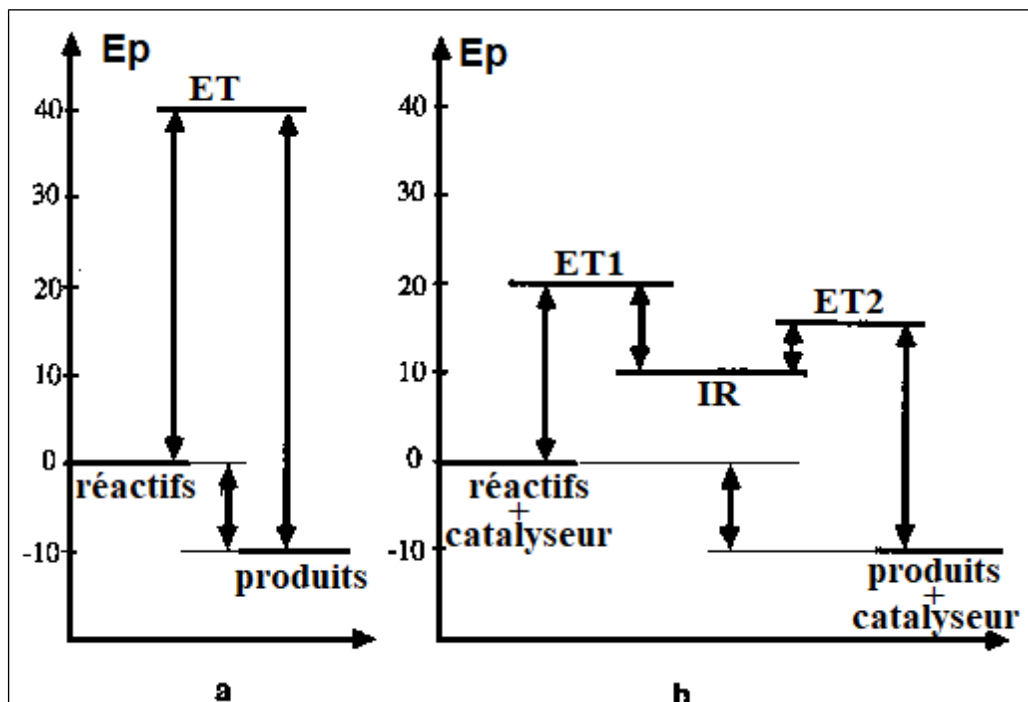 Ep
ET
40
30
20
10
0
réactifs
-10
produits
a
Ep
40
30
20
ET1
ET2
10
IR
0
réactifs
+
catalyseur
-10
produits
+
catalyseur